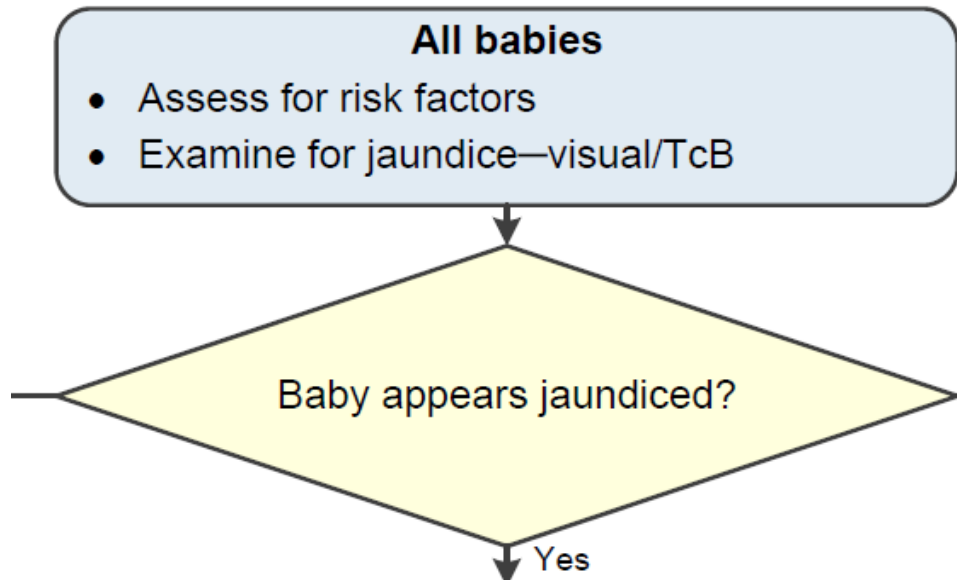 All babies
• Assess for risk factors
• Examine for jaundice–visual/TcB
Baby appears jaundiced?
Yes